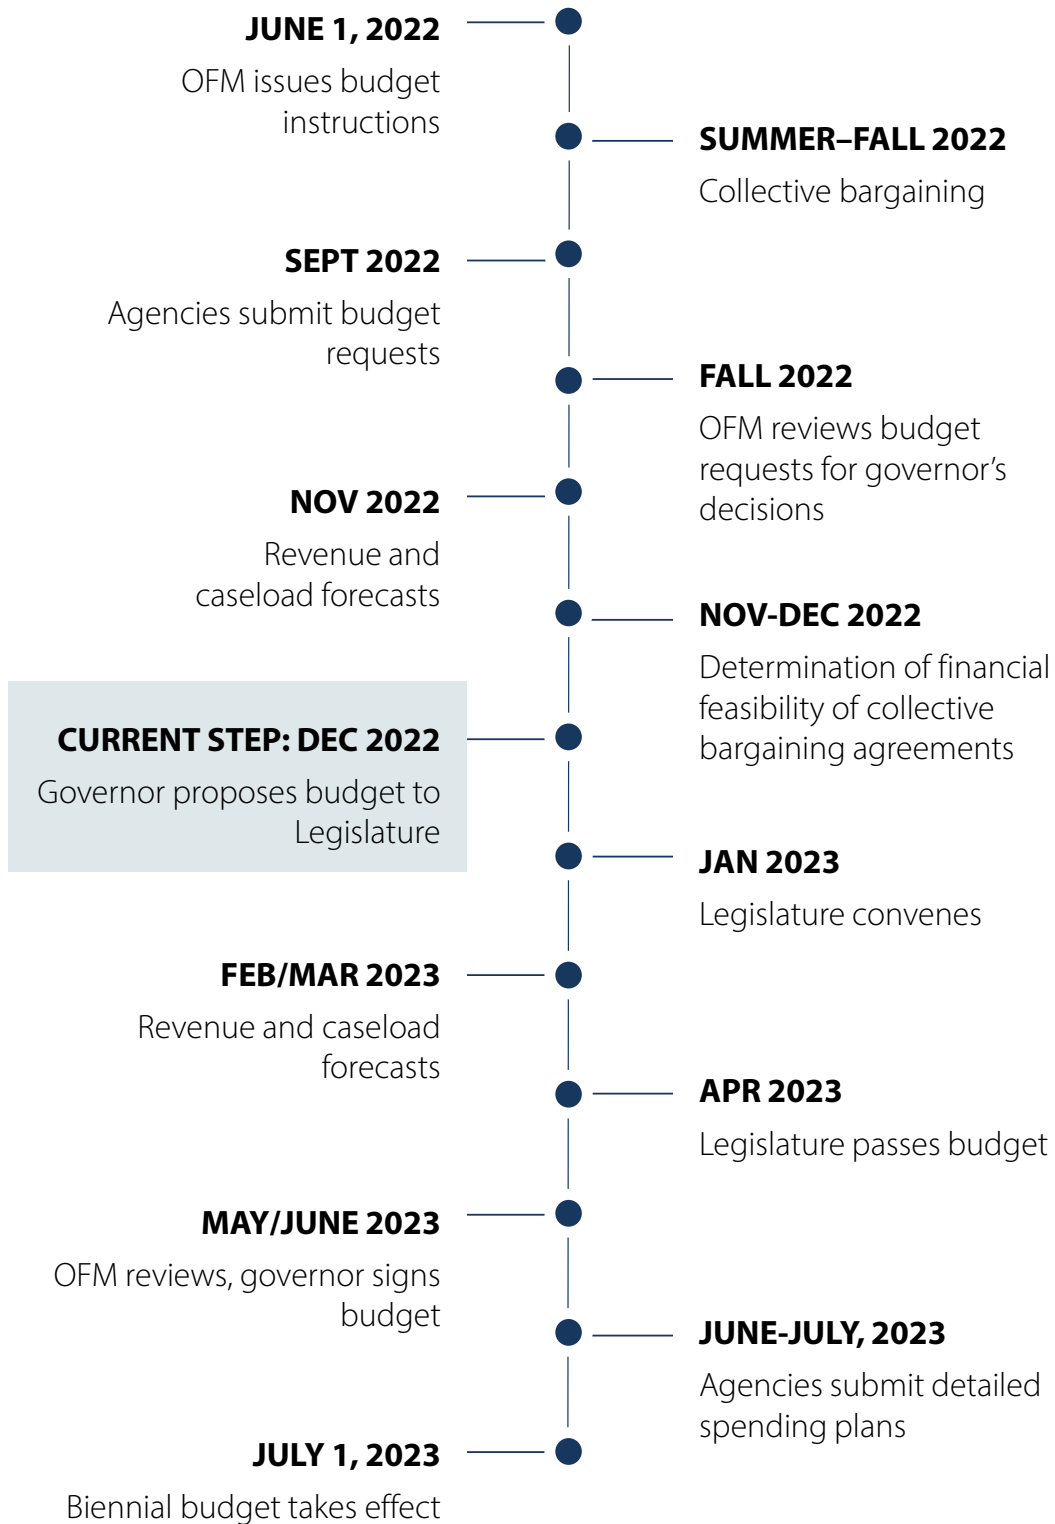 JUNE 1, 2022
OFM issues budget
instructions
SUMMER–FALL 2022
Collective bargaining
SEPT 2022
Agencies submit budget
requests
FALL 2022
OFM reviews budget
requests for governor’s
decisions
NOV 2022
Revenue and
caseload forecasts
NOV-DEC 2022
Determination of financial
feasibility of collective
bargaining agreements
CURRENT STEP: DEC 2022
Governor proposes budget to
Legislature
JAN 2023
Legislature convenes
FEB/MAR 2023
Revenue and caseload
forecasts
APR 2023
Legislature passes budget
MAY/JUNE 2023
OFM reviews, governor signs
budget
JUNE-JULY, 2023
Agencies submit detailed
spending plans
JULY 1, 2023
Biennial budget takes effect